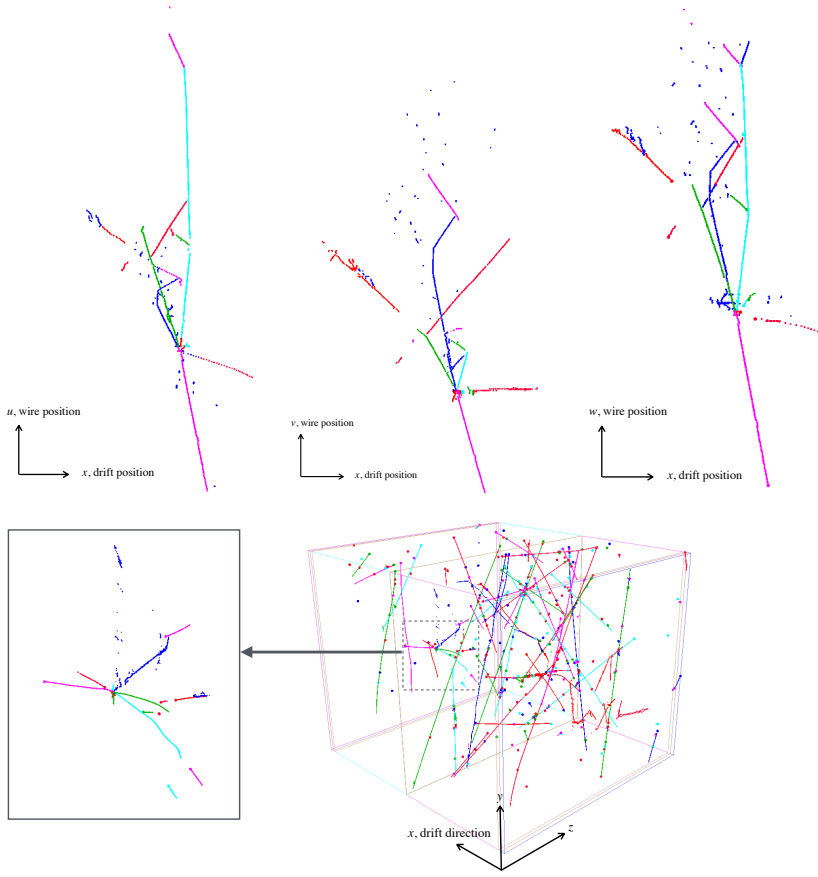 u, wire position
x, drift position
v, wire position
x, drift position
w, wire position
x, drift position
y
x, drift direction
z